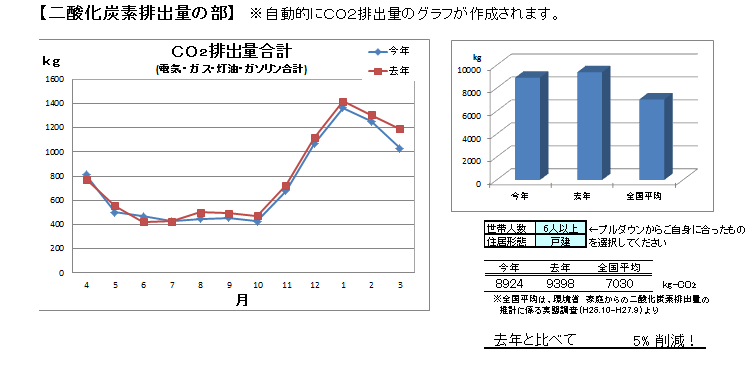 【二酸化炭素排出量の部】 ※自動的にCO2排出量のグラフが作成されます。
CO2排出量合計
(電気・ガス・灯油・ガソリン合計)
kg
今年
去年
1600
1400
1200
1000
800
600
400
200
0
4 5 6 7 8 9 10 11 12 1 2 3
月
kg
10000
8000
6000
4000
2000
0
今年 去年 全国平均
世帯人数 6人以上 ←プルダウンからご自身に合ったもの
住居形態 戸建 を選択してください
今年 去年 全国平均
8924 9398 7030 kg-CO2
※全国平均は、環境省 家庭からの二酸化炭素排出量の
推計に係る実態調査(H26.10-H27.9)より
去年と比べて 5% 削減！